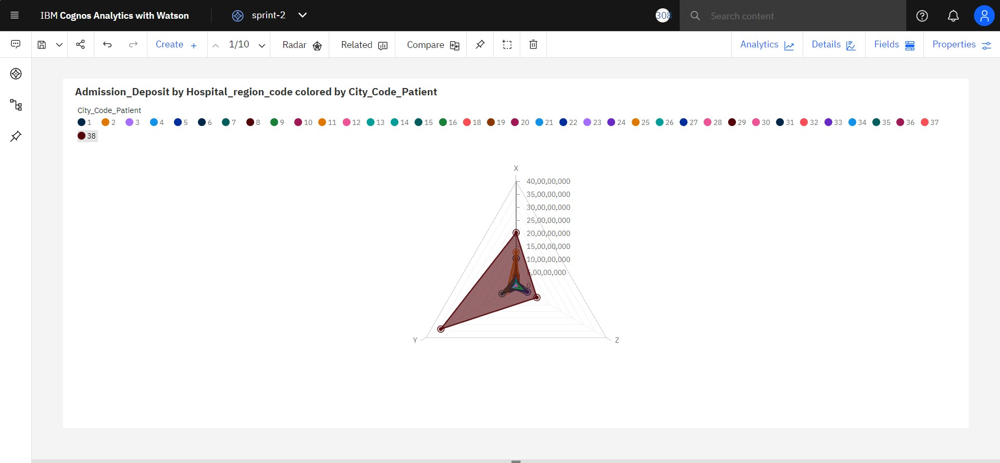 IBM Cognos Analytics with Watson sprint-2 308 Search content
Create + 1/10 Radar Related Compare Analytics Details Fields Properties
Admission_Deposit by Hospital_region_code colored by City_Code_Patient
City_Code_Patient
1 2 3 4 5 6 7 8 9 10 11 12 13 14 15 16 18 19 20 21 22 23 24 25 26 27 28 29 30 31 32 33 34 35 36 37
38
X
40,00,00,000
35,00,00,000
30,00,00,000
25,00,00,000
20,00,00,000
15,00,00,000
10,00,00,000
5,00,00,000
0
Y Z